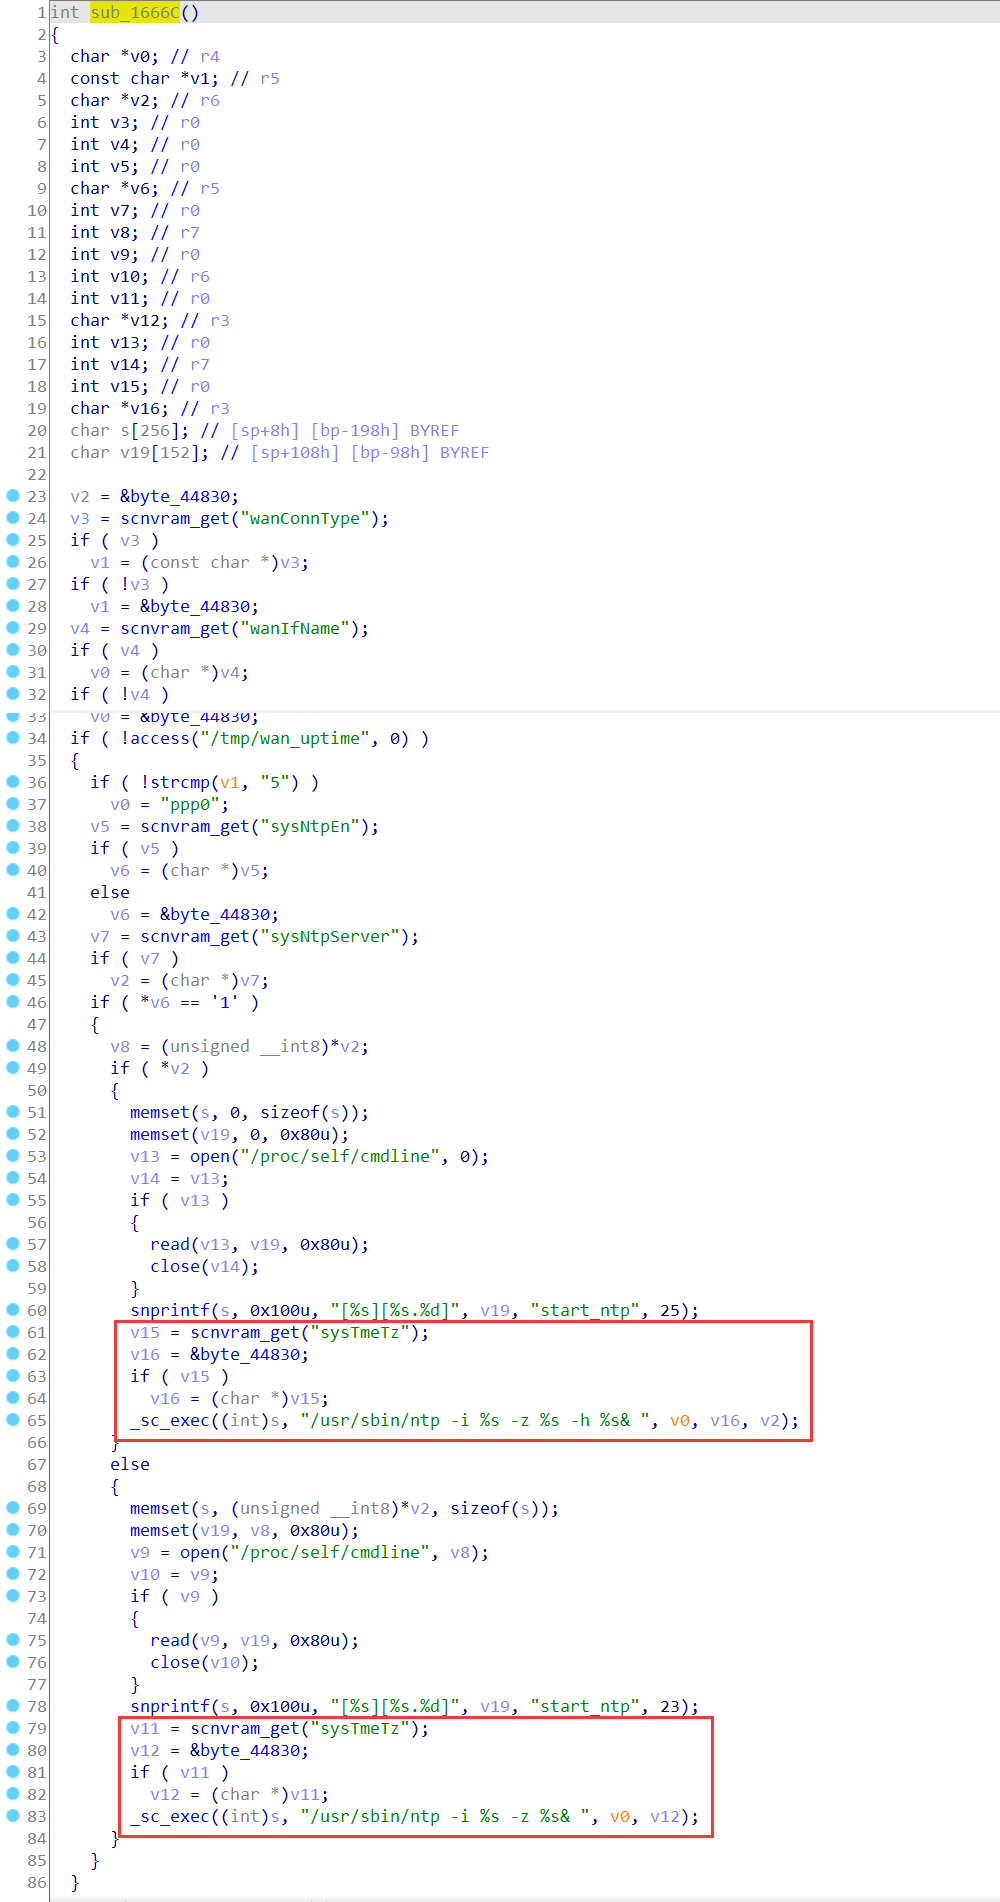 1 int sub_1666C()
2 {
3 char *v0; // r4
4 const char *v1; // r5
5 char *v2; // r6
6 int v3; // r0
7 int v4; // r0
8 int v5; // r0
9 char *v6; // r5
10 int v7; // r0
11 int v8; // r7
12 int v9; // r0
13 int v10; // r6
14 int v11; // r0
15 char *v12; // r3
16 int v13; // r0
17 int v14; // r7
18 int v15; // r0
19 char *v16; // r3
20 char s[256]; // [sp+8h] [bp-198h] BYREF
21 char v19[152]; // [sp+108h] [bp-98h] BYREF
22
23 v2 = &byte_44830;
24 v3 = scnvram_get("wanConnType");
25 if ( v3 )
26 v1 = (const char *)v3;
27 if ( !v3 )
28 v1 = &byte_44830;
29 v4 = scnvram_get("wanIfName");
30 if ( v4 )
31 v0 = (char *)v4;
32 if ( !v4 )
33 v0 = &byte_44830;
34 if ( !access("/tmp/wan_uptime", 0) )
35 {
36 if ( !strcmp(v1, "5") )
37 v0 = "ppp0";
38 v5 = scnvram_get("sysNtpEn");
39 if ( v5 )
40 v6 = (char *)v5;
41 else
42 v6 = &byte_44830;
43 v7 = scnvram_get("sysNtpServer");
44 if ( v7 )
45 v2 = (char *)v7;
46 if ( *v6 == '1' )
47 {
48 v8 = (unsigned __int8)*v2;
49 if ( *v2 )
50 {
51 memset(s, 0, sizeof(s));
52 memset(v19, 0, 0x80u);
53 v13 = open("/proc/self/cmdline", 0);
54 v14 = v13;
55 if ( v13 )
56 {
57 read(v13, v19, 0x80u);
58 close(v14);
59 }
60 snprintf(s, 0x100u, "[%s][%s.%d]", v19, "start_ntp", 25);
61 v15 = scnvram_get("sysTmeTz");
62 v16 = &byte_44830;
63 if ( v15 )
64 v16 = (char *)v15;
65 _sc_exec((int)s, "/usr/sbin/ntp -i %s -z %s -h %s& ", v0, v16, v2);
66 }
67 else
68 {
69 memset(s, (unsigned __int8)*v2, sizeof(s));
70 memset(v19, v8, 0x80u);
71 v9 = open("/proc/self/cmdline", v8);
72 v10 = v9;
73 if ( v9 )
74 {
75 read(v9, v19, 0x80u);
76 close(v10);
77 }
78 snprintf(s, 0x100u, "[%s][%s.%d]", v19, "start_ntp", 23);
79 v11 = scnvram_get("sysTmeTz");
80 v12 = &byte_44830;
81 if ( v11 )
82 v12 = (char *)v11;
83 _sc_exec((int)s, "/usr/sbin/ntp -i %s -z %s& ", v0, v12);
84 }
85 }
86 }